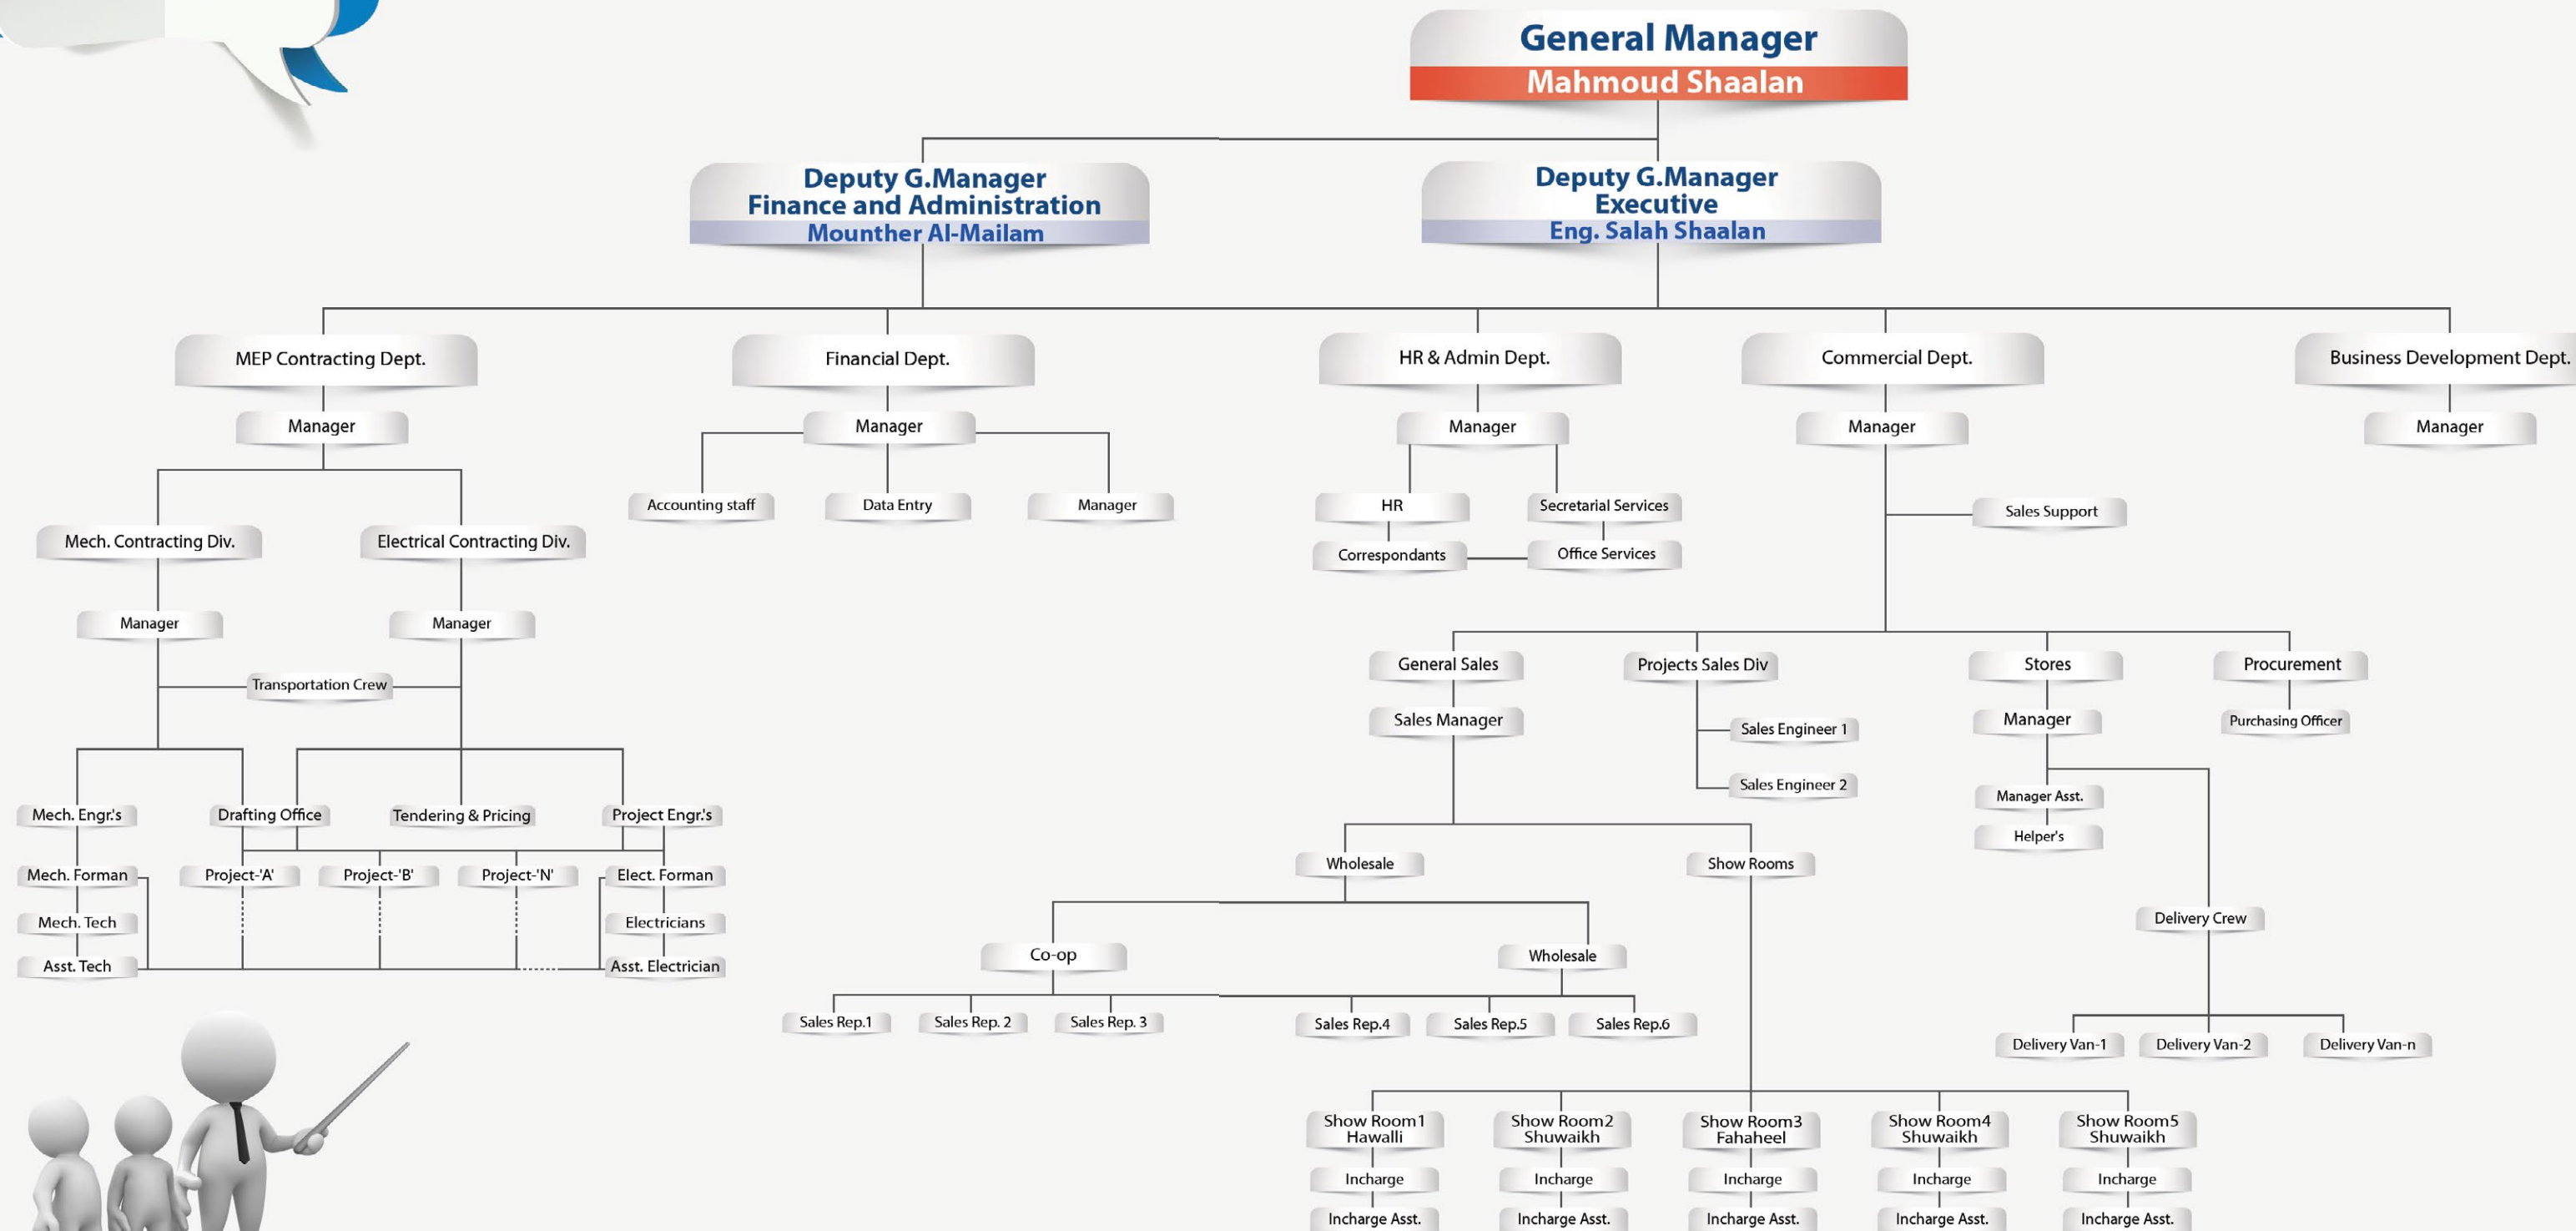 General Manager
Mahmoud Shaalan
Deputy G.Manager
Finance and Administration
Mounther Al-Mailam
Deputy G.Manager
Executive
Eng. Salah Shaalan
MEP Contracting Dept.
Financial Dept.
HR & Admin Dept.
Commercial Dept.
Business Development Dept.
Manager
Manager
Manager
Manager
Manager
Accounting staff
Data Entry
Manager
HR
Secretarial Services
Correspondants
Office Services
Sales Support
Mech. Contracting Div.
Electrical Contracting Div.
Manager
Manager
Transportation Crew
General Sales
Projects Sales Div
Stores
Procurement
Sales Manager
Sales Engineer 1
Sales Engineer 2
Manager
Purchasing Officer
Manager Asst.
Helper's
Mech. Engr.'s
Drafting Office
Tendering & Pricing
Project Engr.'s
Mech. Forman
Project-'A'
Project-'B'
Project-'N'
Elect. Forman
Mech. Tech
Electricians
Asst. Tech
Asst. Electrician
Wholesale
Show Rooms
Delivery Crew
Co-op
Wholesale
Sales Rep.1
Sales Rep. 2
Sales Rep. 3
Sales Rep.4
Sales Rep.5
Sales Rep.6
Delivery Van-1
Delivery Van-2
Delivery Van-n
Show Room1
Hawalli
Show Room2
Shuwaikh
Show Room3
Fahaheel
Show Room4
Shuwaikh
Show Room5
Shuwaikh
Incharge
Incharge
Incharge
Incharge
Incharge
Incharge Asst.
Incharge Asst.
Incharge Asst.
Incharge Asst.
Incharge Asst.